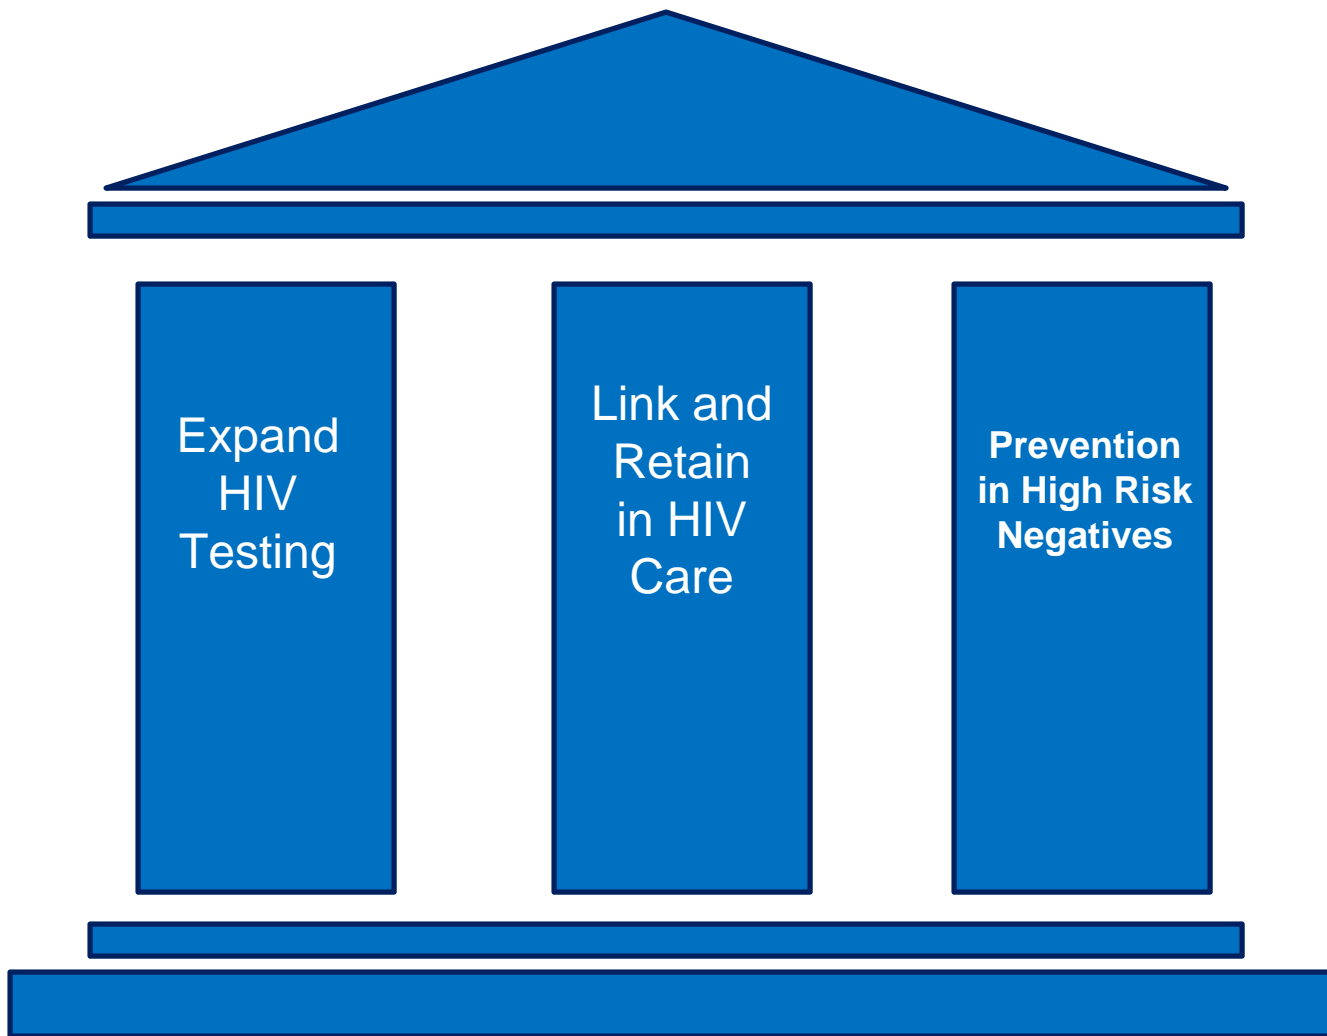 Expand
HIV
Testing
Link and
Retain
in HIV
Care
Prevention
in High Risk
Negatives